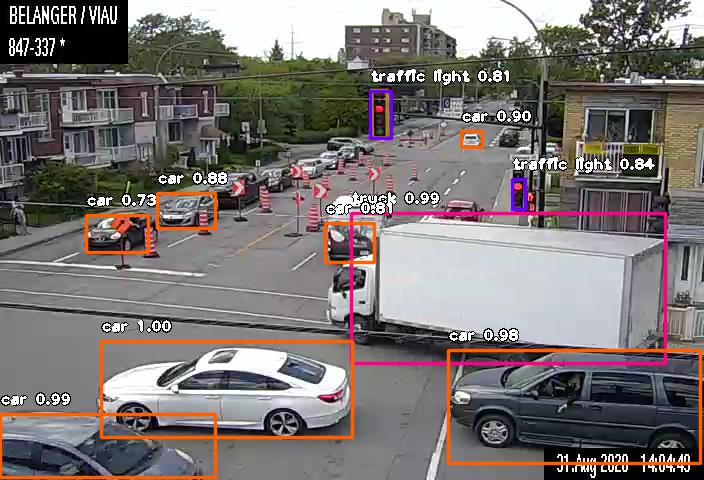 BELANGER / VIAU
847-337 *
traffic light 0.81
car 0.90
traffic light 0.84
car 0.88
car 0.73
truck 0.99
car 0.81
car 1.00
car 0.98
car 0.99
31.Aug 2020 14:04:49